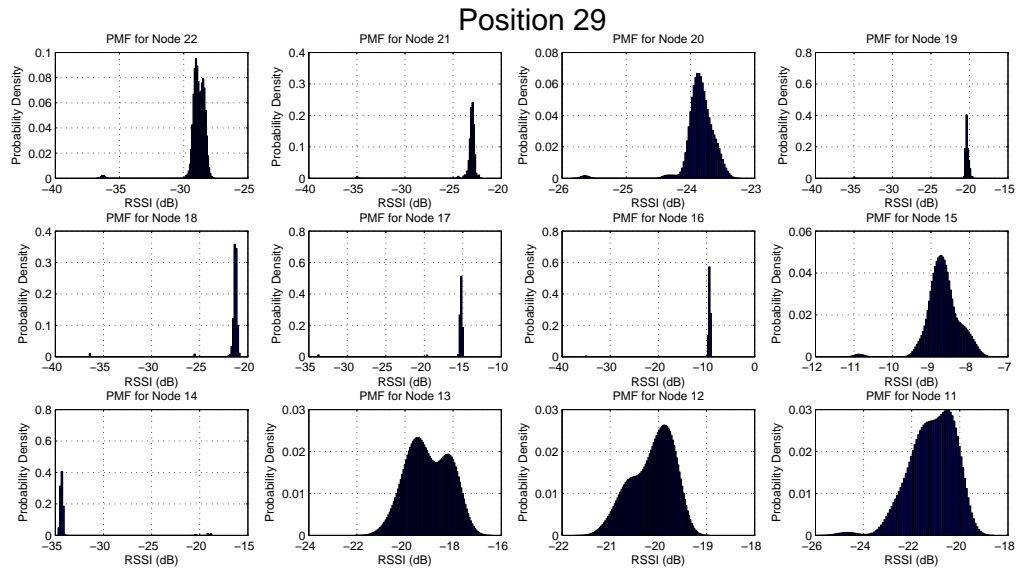 Position 29
PMF for Node 22
PMF for Node 21
PMF for Node 20
PMF for Node 19
Probability Density
0.1
0.08
0.06
0.04
0.02
0
−40 −35 −30 −25
RSSI (dB)
Probability Density
0.4
0.3
0.2
0.1
0
−40 −35 −30 −25 −20
RSSI (dB)
Probability Density
0.08
0.06
0.04
0.02
0
−26 −25 −24 −23
RSSI (dB)
Probability Density
0.8
0.6
0.4
0.2
0
−40 −35 −30 −25 −20 −15
RSSI (dB)
PMF for Node 18
PMF for Node 17
PMF for Node 16
PMF for Node 15
Probability Density
0.4
0.3
0.2
0.1
0
−40 −35 −30 −25 −20
RSSI (dB)
Probability Density
0.8
0.6
0.4
0.2
0
−35 −30 −25 −20 −15 −10
RSSI (dB)
Probability Density
0.8
0.6
0.4
0.2
0
−40 −30 −20 −10 0
RSSI (dB)
Probability Density
0.06
0.04
0.02
0
−12 −11 −10 −9 −8 −7
RSSI (dB)
PMF for Node 14
PMF for Node 13
PMF for Node 12
PMF for Node 11
Probability Density
0.8
0.6
0.4
0.2
0
−35 −30 −25 −20 −15
RSSI (dB)
Probability Density
0.03
0.02
0.01
0
−24 −22 −20 −18 −16
RSSI (dB)
Probability Density
0.03
0.02
0.01
0
−22 −21 −20 −19 −18
RSSI (dB)
Probability Density
0.03
0.02
0.01
0
−26 −24 −22 −20 −18
RSSI (dB)